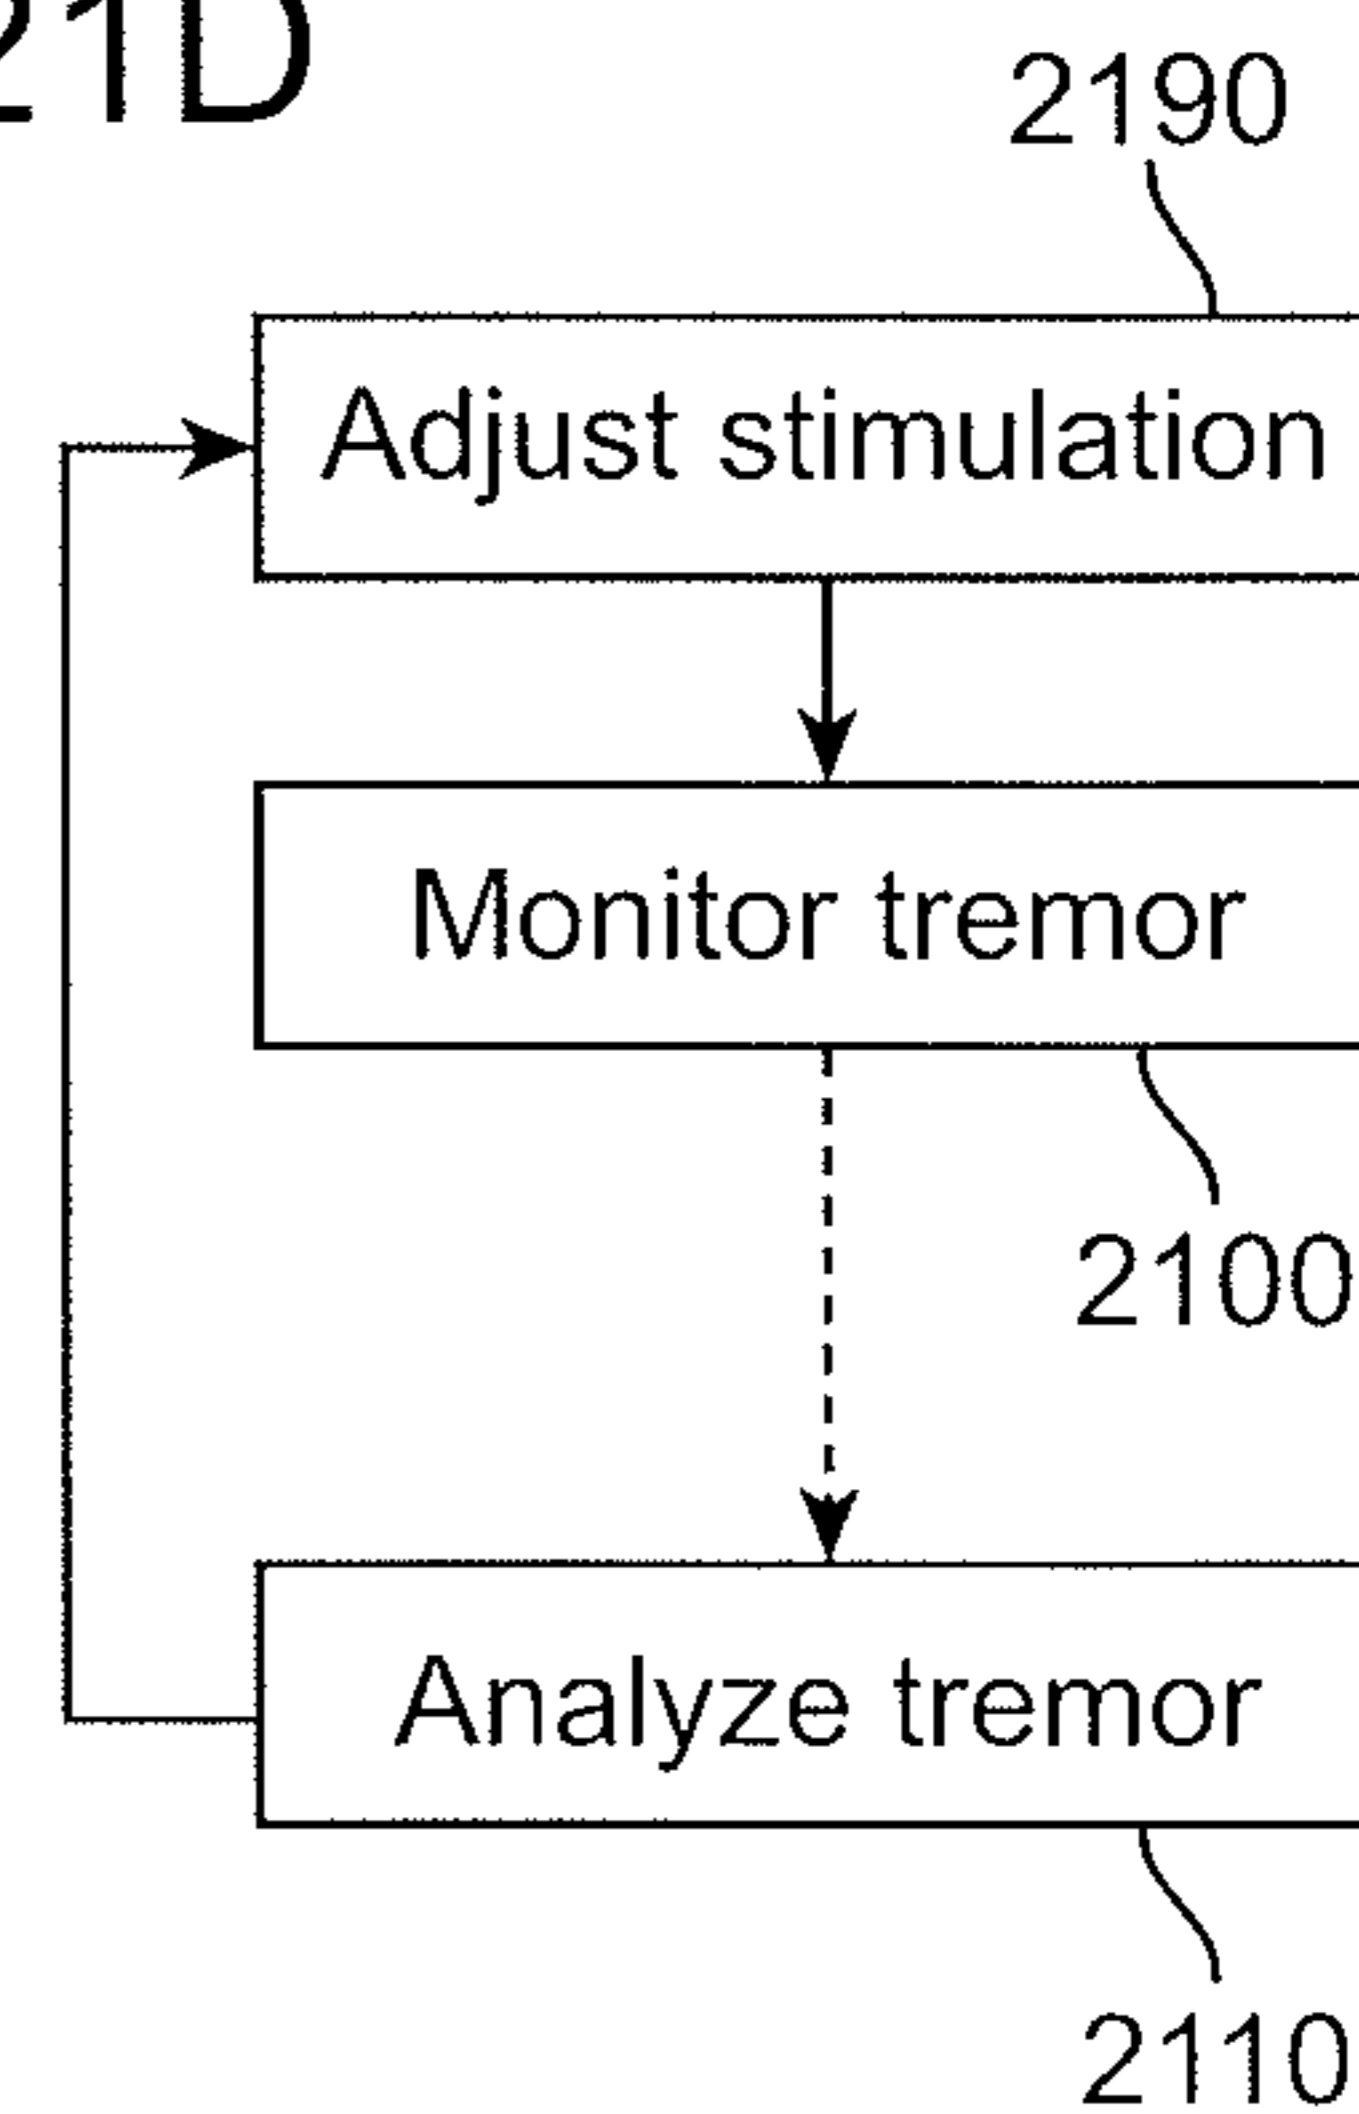 21D
2190
Adjust stimulation
Monitor tremor
2100
Analyze tremor
2110